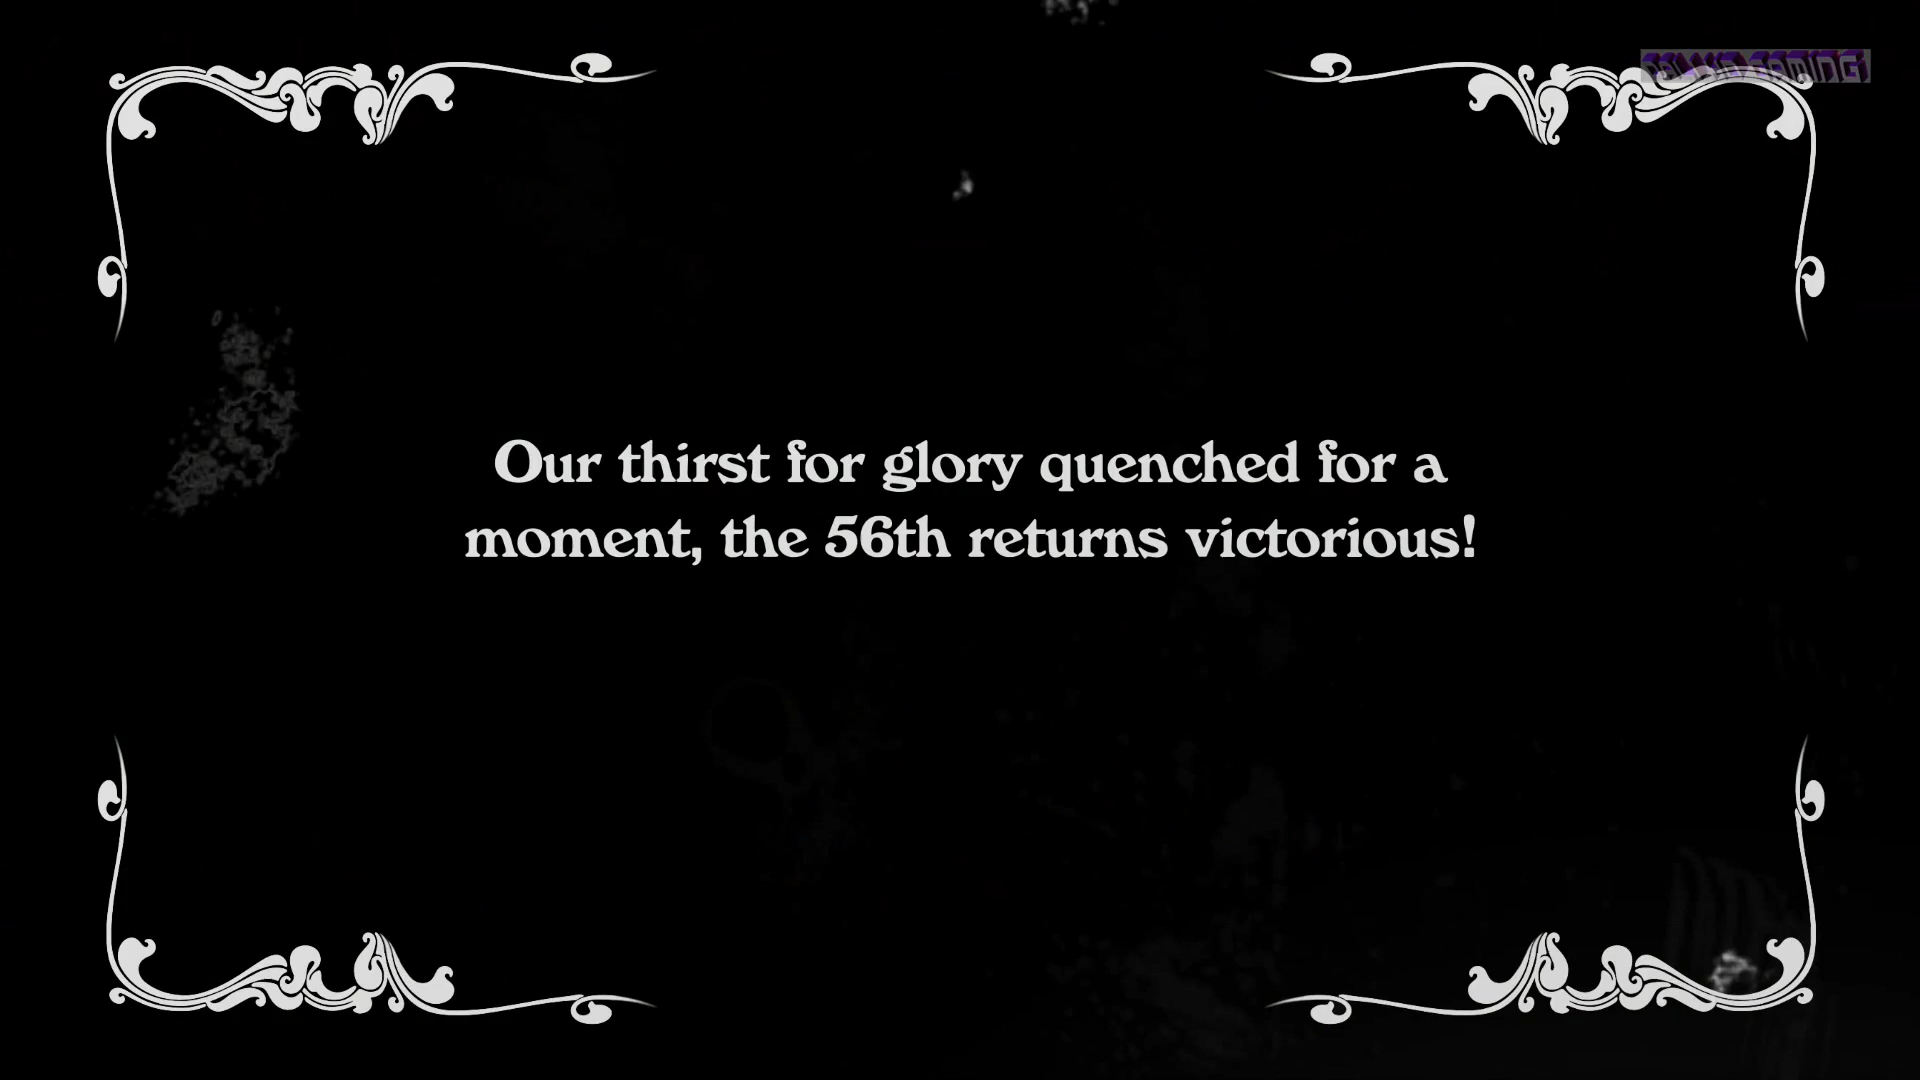 Our thirst for glory quenched for a
moment, the 56th returns victorious!